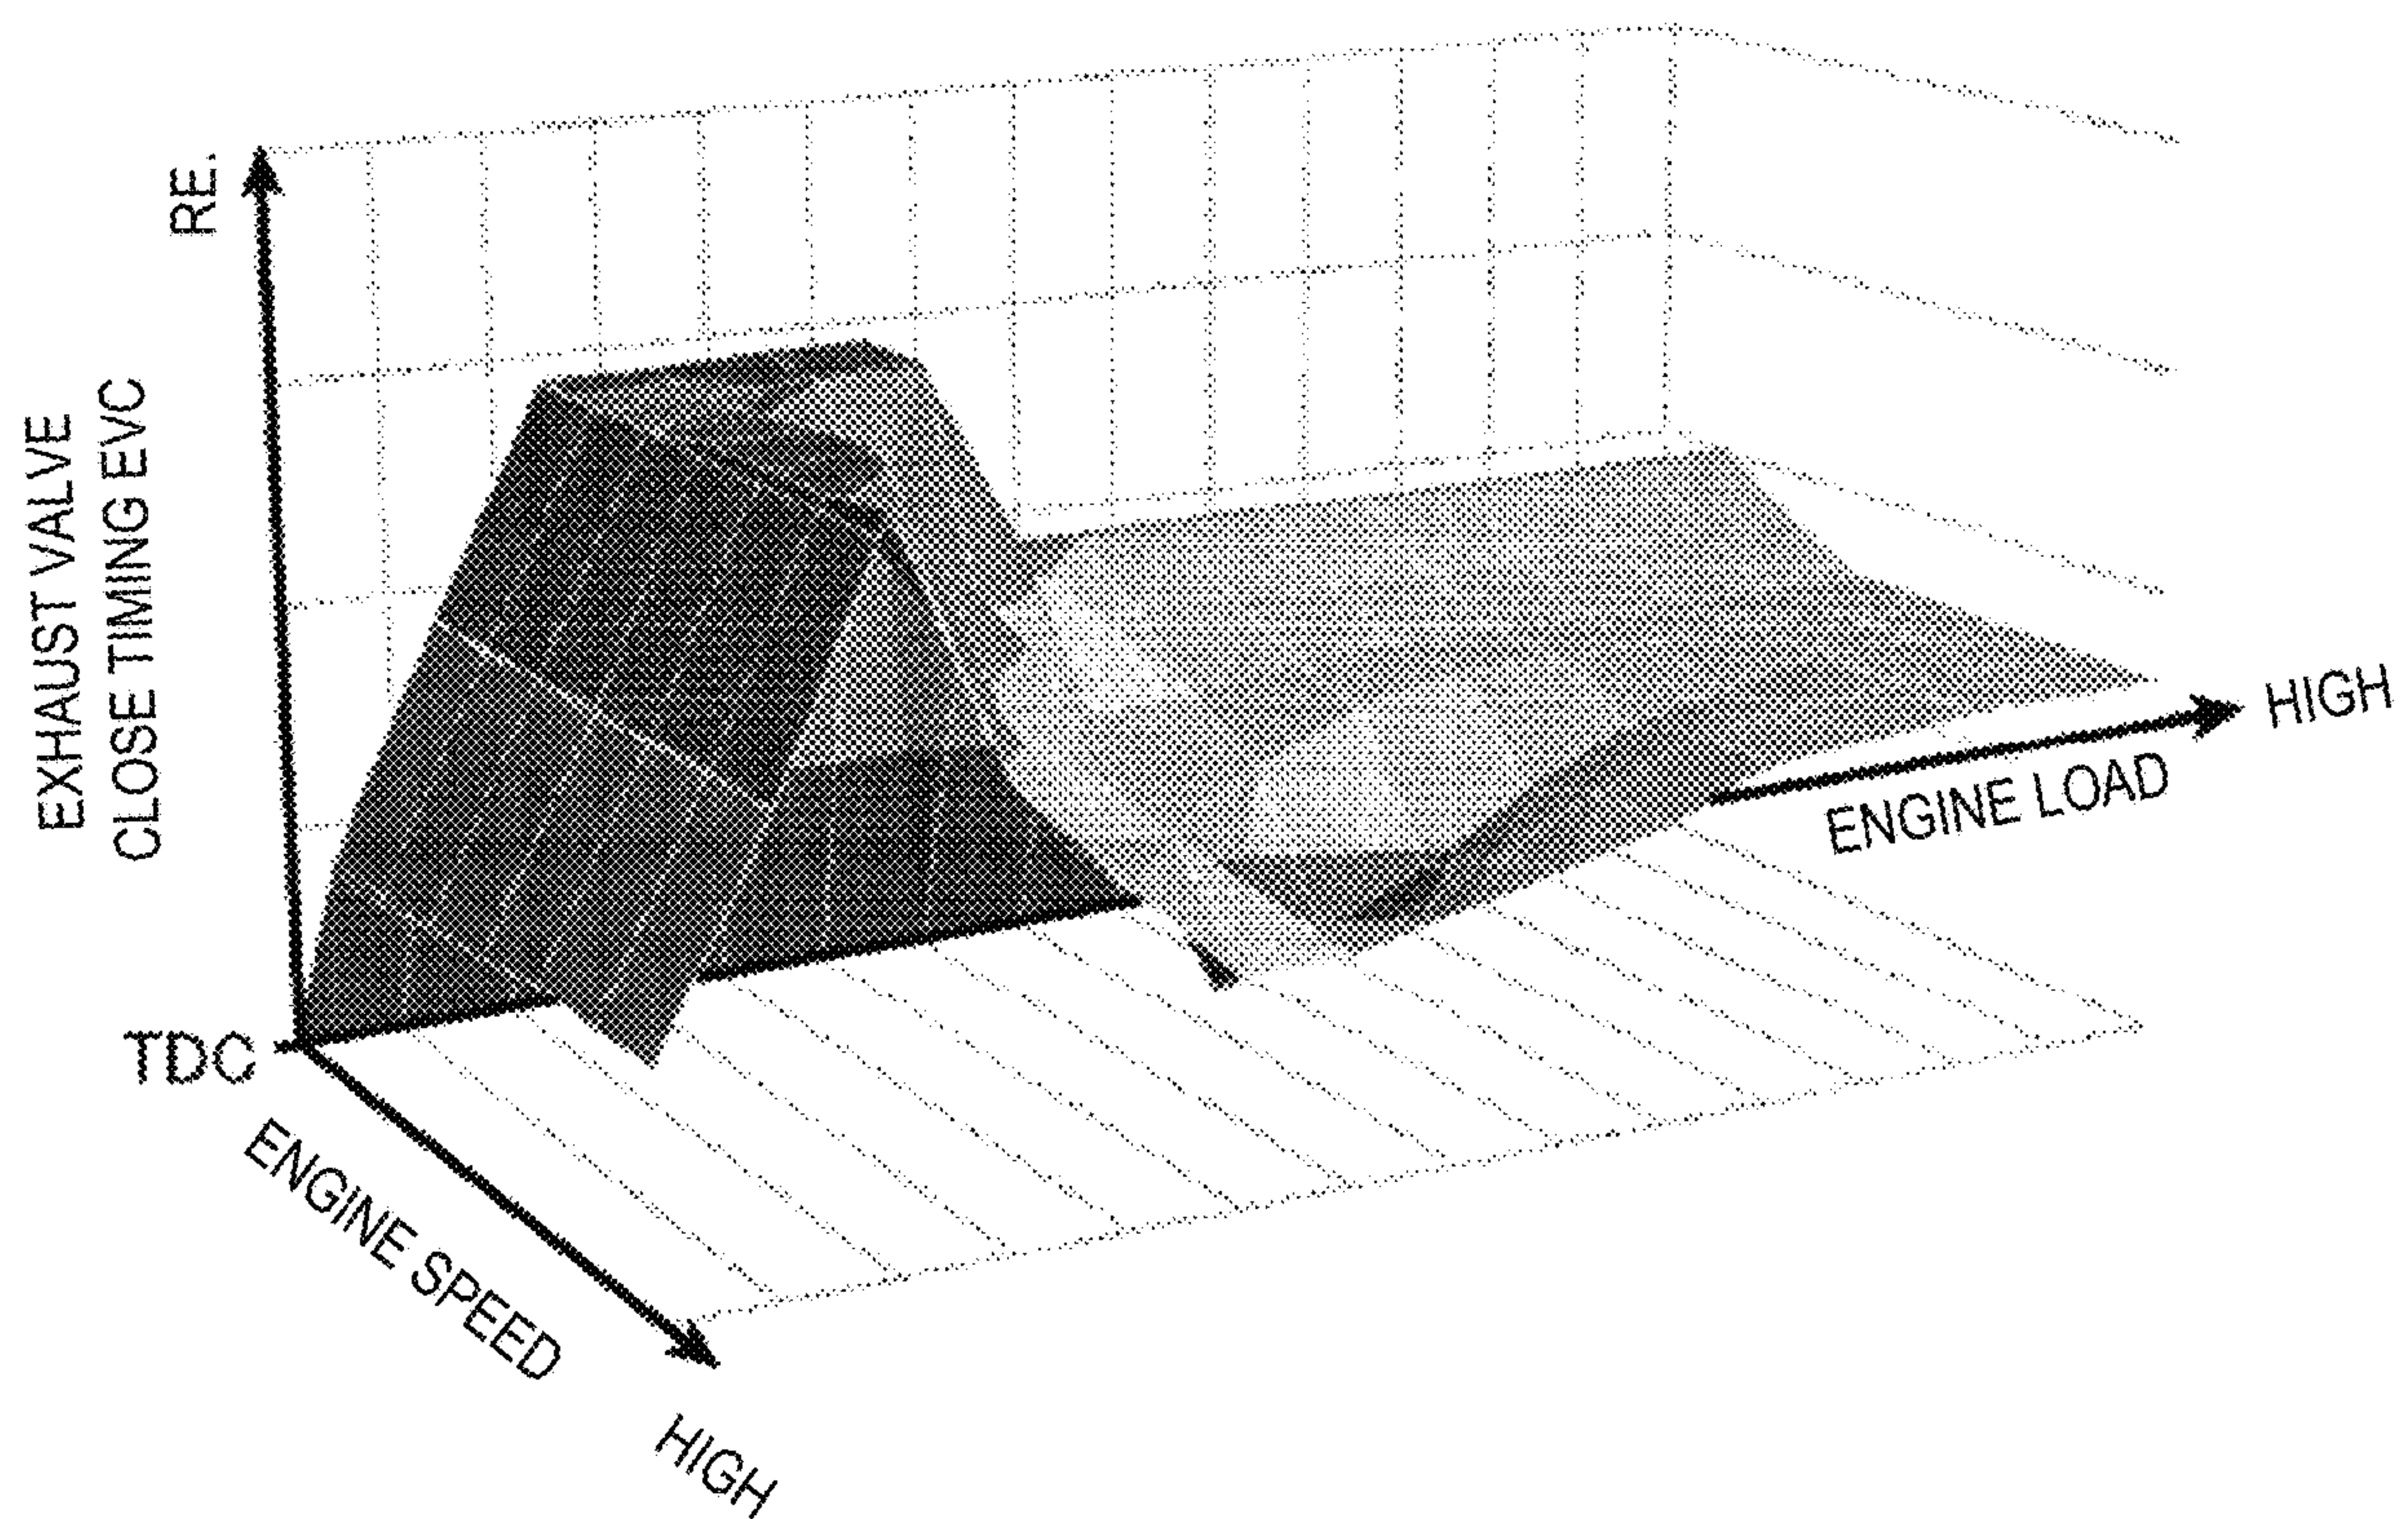 RE.
EXHAUST VALVE
CLOSE TIMING EVC
TDC
ENGINE SPEED
HIGH
ENGINE LOAD
HIGH